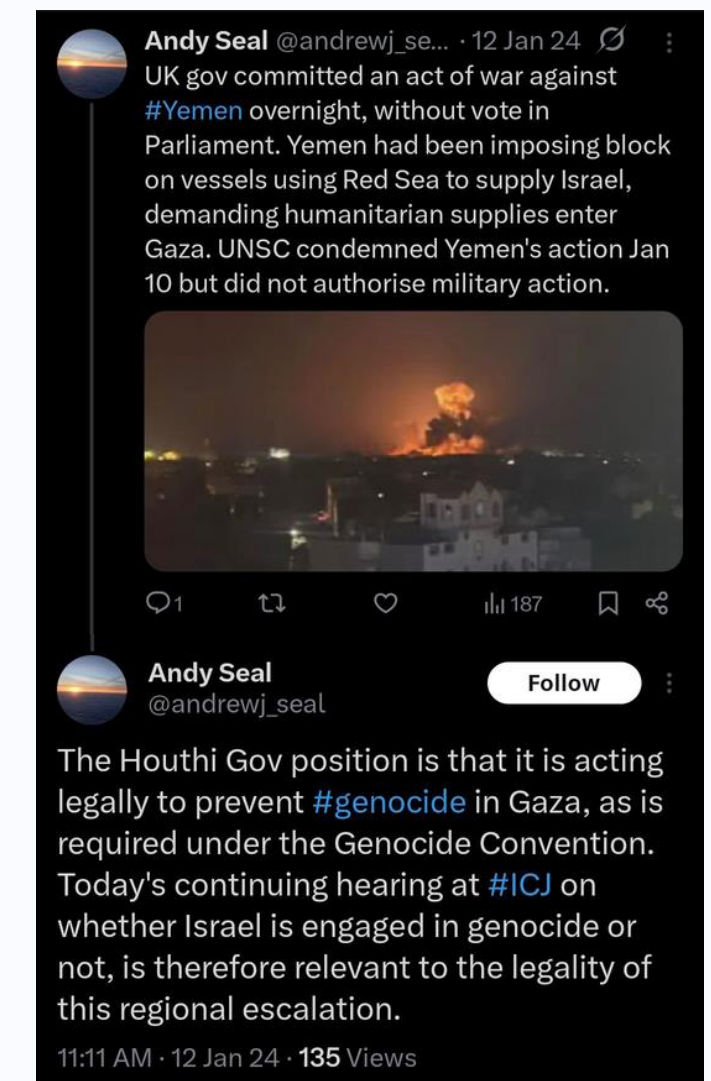 Andy Seal @andrewj_se... · 12 Jan 24
UK gov committed an act of war against
#Yemen overnight, without vote in
Parliament. Yemen had been imposing block
on vessels using Red Sea to supply Israel,
demanding humanitarian supplies enter
Gaza. UNSC condemned Yemen's action Jan
10 but did not authorise military action.
1 187
Andy Seal
Follow
@andrewj_seal
The Houthi Gov position is that it is acting
legally to prevent #genocide in Gaza, as is
required under the Genocide Convention.
Today's continuing hearing at #ICJ on
whether Israel is engaged in genocide or
not, is therefore relevant to the legality of
this regional escalation.
11:11 AM · 12 Jan 24 · 135 Views